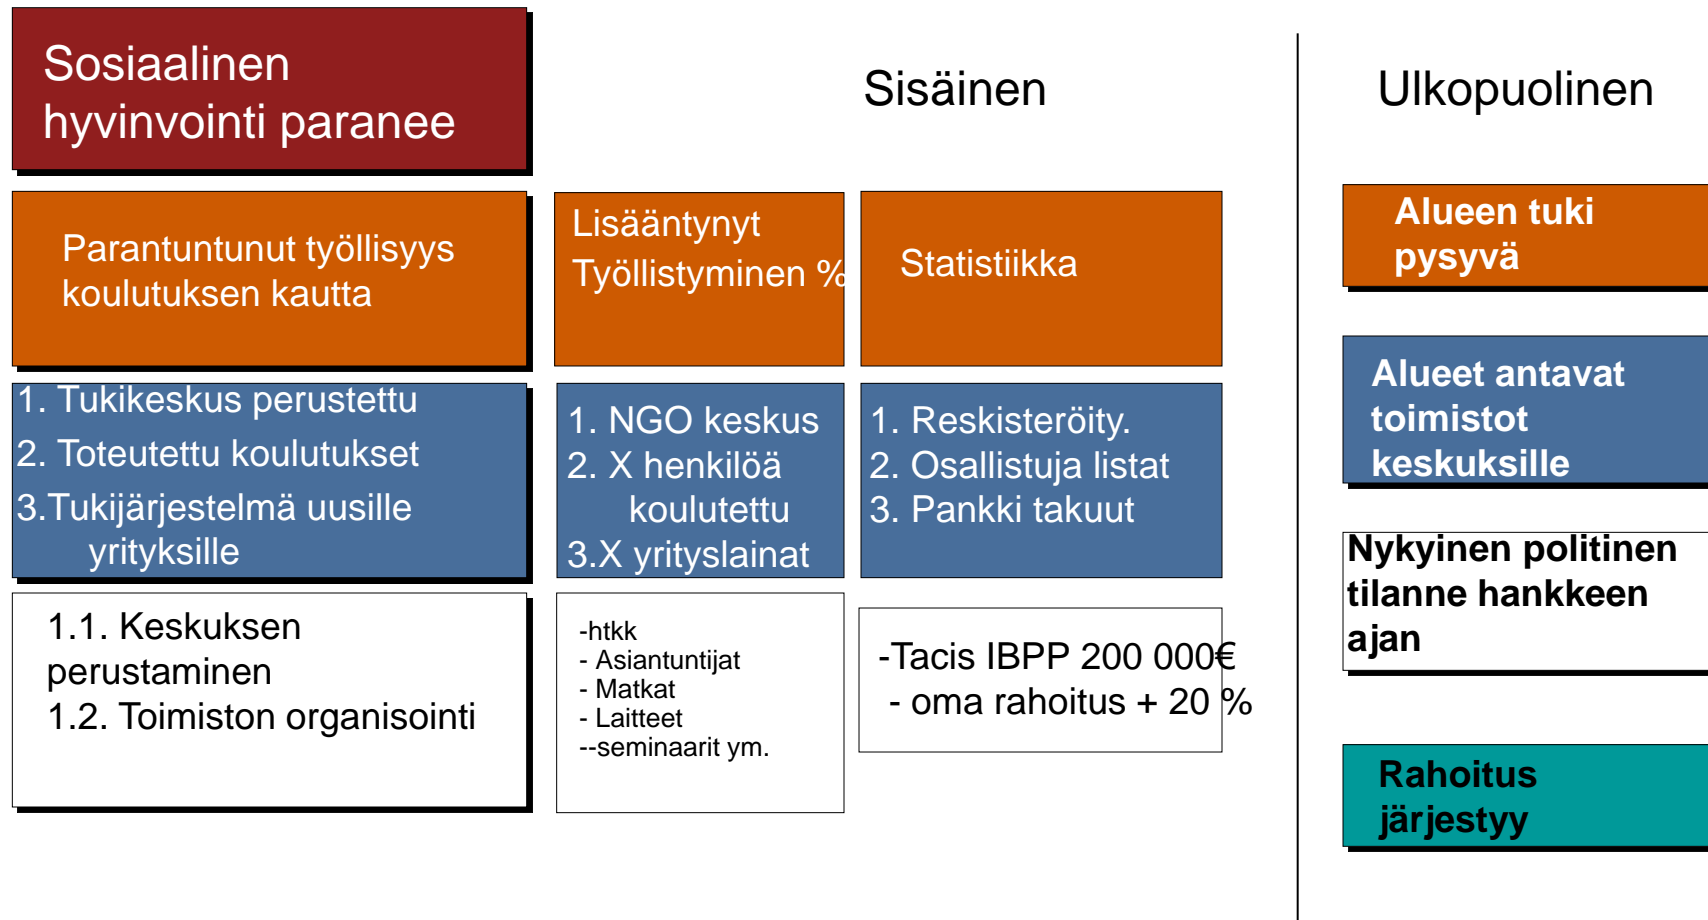 Sosiaalinen
hyvinvointi paranee
Sisäinen
Ulkopuolinen
Parantuntunut työllisyys
koulutuksen kautta
Lisääntynyt
Työllistyminen %
Statistiikka
Alueen tuki
pysyvä
1. Tukikeskus perustettu
2. Toteutettu koulutukset
3.Tukijärjestelmä uusille
yrityksille
1. NGO keskus
2. X henkilöä
koulutettu
3.X yrityslainat
1. Reskisteröity.
2. Osallistuja listat
3. Pankki takuut
Alueet antavat
toimistot
keskuksille
1.1. Keskuksen
perustaminen
1.2. Toimiston organisointi
-htkk
- Asiantuntijat
- Matkat
- Laitteet
--seminaarit ym.
-Tacis IBPP 200 000€
- oma rahoitus + 20 %
Nykyinen politinen
tilanne hankkeen
ajan
Rahoitus
järjestyy